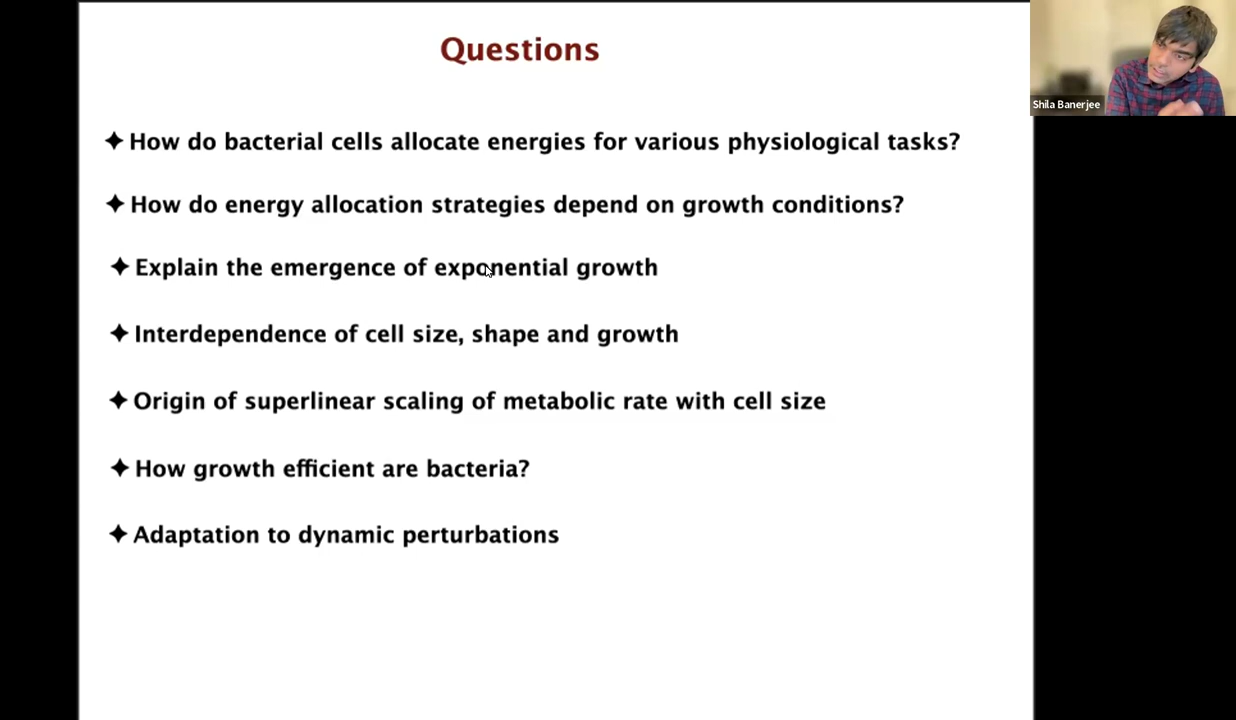 Questions
Shila Banerjee
✦ How do bacterial cells allocate energies for various physiological tasks?
✦ How do energy allocation strategies depend on growth conditions?
✦ Explain the emergence of exponential growth
✦ Interdependence of cell size, shape and growth
✦ Origin of superlinear scaling of metabolic rate with cell size
✦ How growth efficient are bacteria?
✦ Adaptation to dynamic perturbations